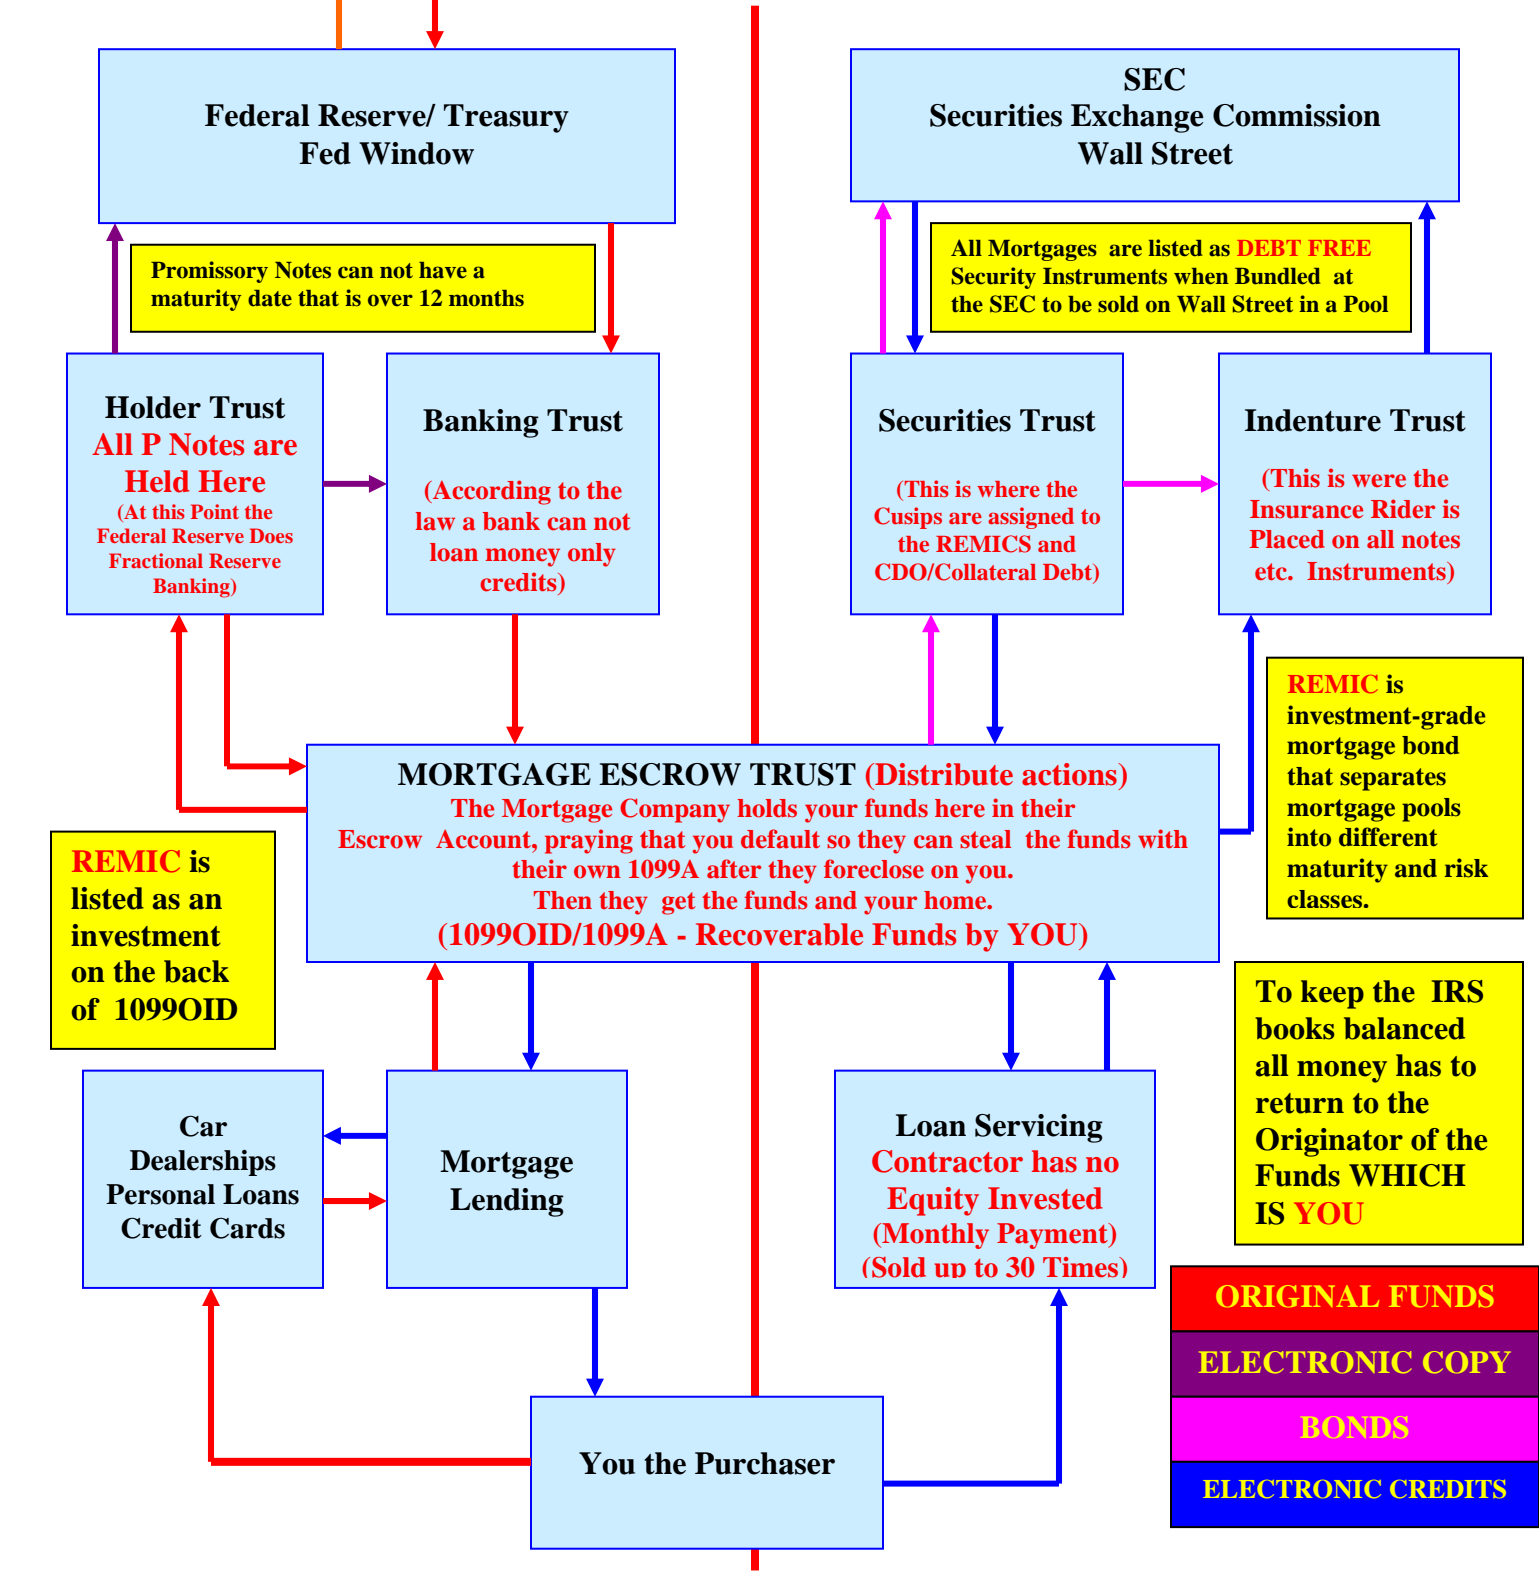 Federal Reserve/ Treasury
Fed Window
SEC
Securities Exchange Commission
Wall Street
Promissory Notes can not have a
maturity date that is over 12 months
All Mortgages  are listed as DEBT FREE
Security Instruments when Bundled  at
the SEC to be sold on Wall Street in a Pool
Holder Trust
All P Notes are
Held Here
(At this Point the
Federal Reserve Does
Fractional Reserve
Banking)
Banking Trust
(According to the
law a bank can not
loan money only
credits)
Securities Trust
(This is where the
Cusips are assigned to
the REMICS and
CDO/Collateral Debt)
Indenture Trust
(This is were the
Insurance Rider is
Placed on all notes
etc.  Instruments)
REMIC is
investment-grade
mortgage bond
that separates
mortgage pools
into different
maturity and risk
classes.
MORTGAGE ESCROW TRUST (Distribute actions)
The Mortgage Company holds your funds here in their
Escrow  Account, praying that you default so they can steal  the funds with
their own 1099A after they foreclose on you.
Then they  get the funds and your home.
(1099OID/1099A - Recoverable Funds by YOU)
REMIC is
listed as an
investment
on the back
of  1099OID
To keep the  IRS
books balanced
all money has to
return to the
Originator of the
Funds WHICH
IS YOU
Car
Dealerships
Personal Loans
Credit Cards
Mortgage
Lending
Loan Servicing
Contractor has no
Equity Invested
(Monthly Payment)
(Sold up to 30 Times)
ORIGINAL FUNDS
ELECTRONIC COPY
BONDS
ELECTRONIC CREDITS
You the Purchaser